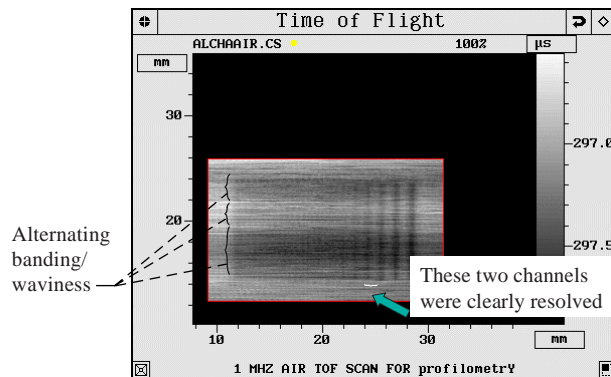 Time of Flight
ALCHAAIR.CS
100%
µs
mm
30
20
297.0
297.5
Alternating
banding/
waviness
These two channels
were clearly resolved
10
20
30
mm
1 MHZ AIR TOF SCAN FOR profilometrY